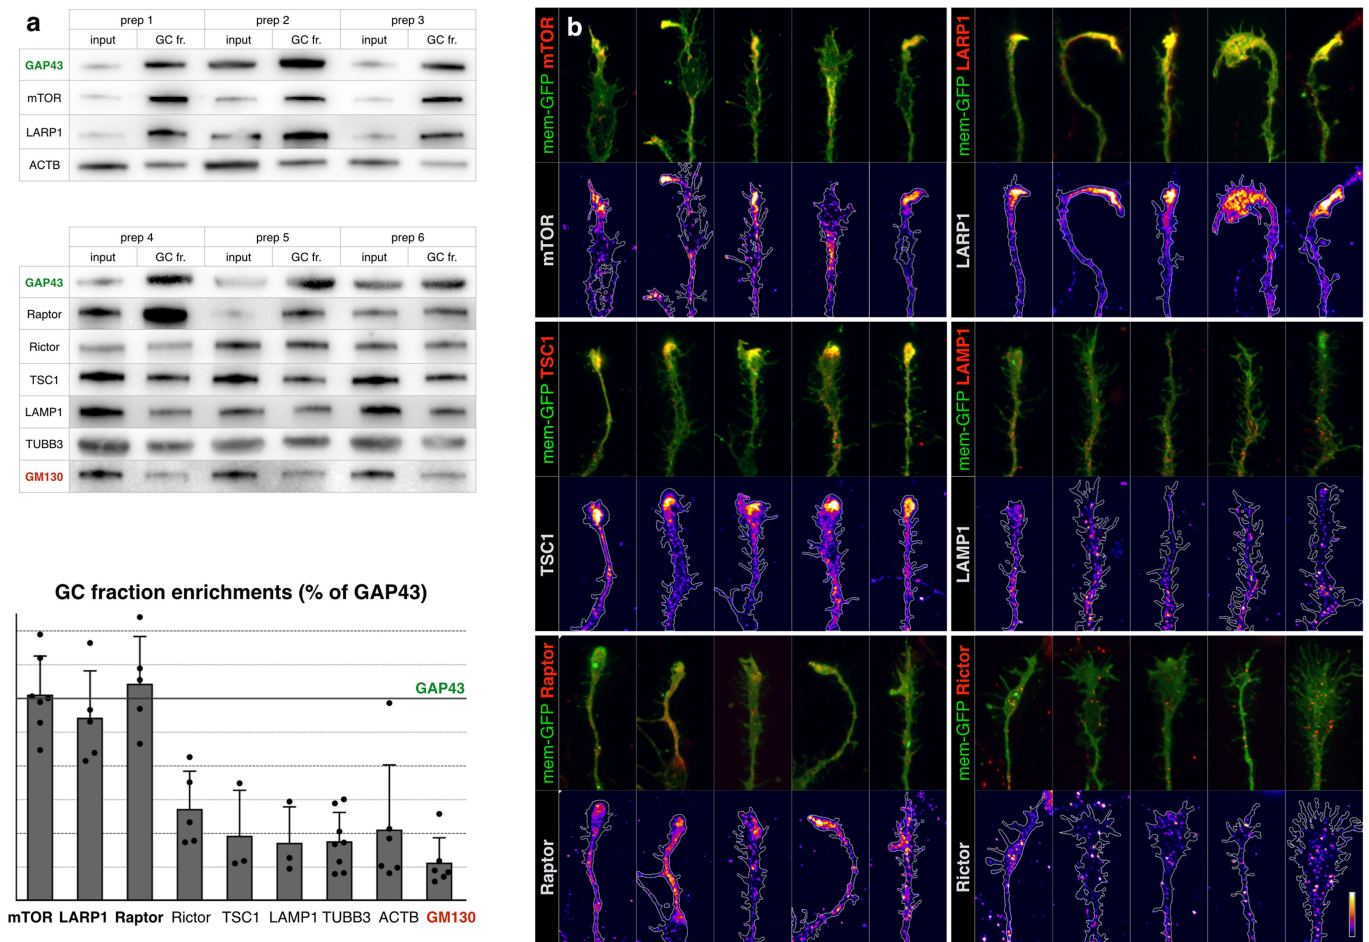 a
prep 1 prep 2 prep 3
input GC fr. input GC fr. input GC fr.
GAP43
mTOR
LARP1
ACTB
prep 4 prep 5 prep 6
input GC fr. input GC fr. input GC fr.
GAP43
Raptor
Rictor
TSC1
LAMP1
TUBB3
GM130
GC fraction enrichments (% of GAP43)
GAP43
mTOR LARP1 Raptor Rictor TSC1 LAMP1 TUBB3 ACTB GM130
b
mem-GFP mTOR
mTOR
mem-GFP LARP1
LARP1
mem-GFP TSC1
TSC1
mem-GFP LAMP1
LAMP1
mem-GFP Raptor
Raptor
mem-GFP Rictor
Rictor